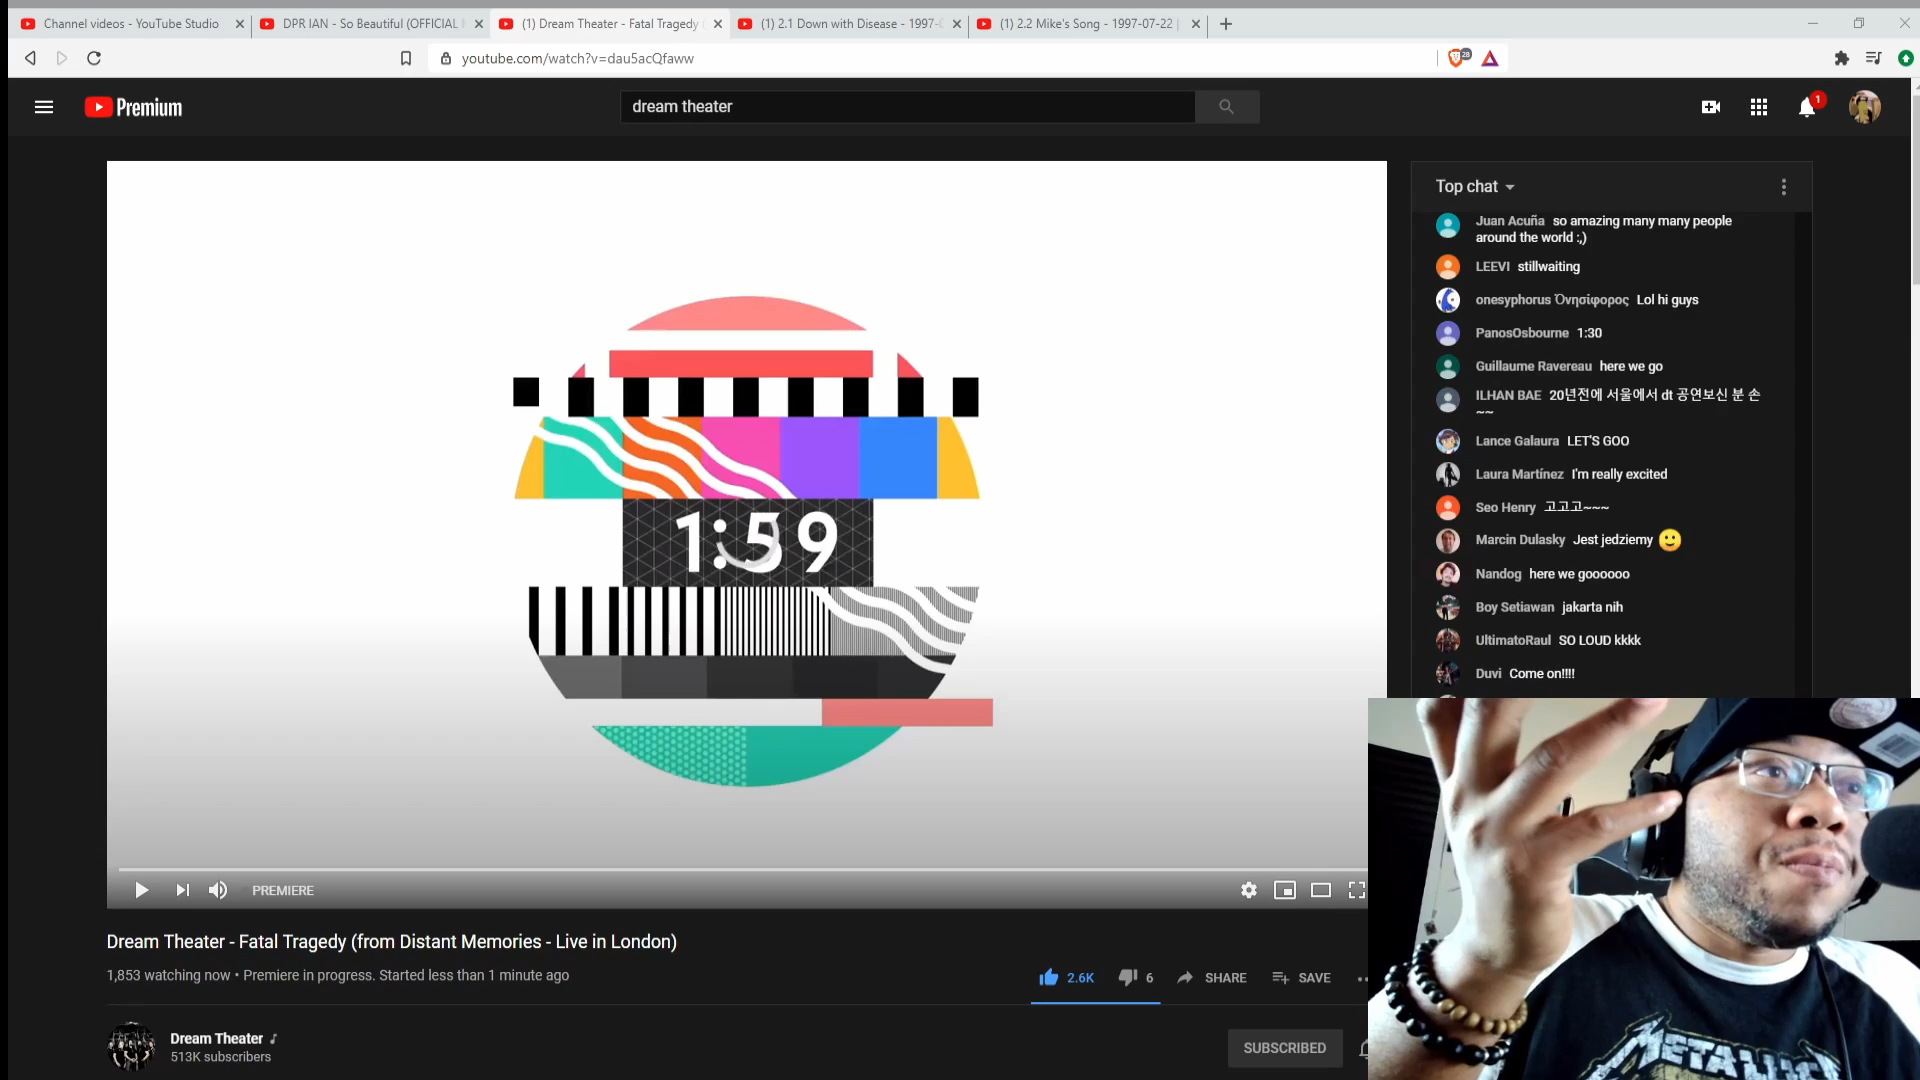 Channel videos - YouTube Studio
DPR IAN - So Beautiful (OFFICIAL
(1) Dream Theater - Fatal Tragedy
(1) 2.1 Down with Disease - 1997-
(1) 2.2 Mike's Song - 1997-07-22
youtube.com/watch?v=dau5acQfaww
28
Premium
dream theater
1
Top chat
Juan Acuña so amazing many many people
around the world :,)
LEEVI stillwaiting
onesyphorus Ὀνησίφορος Lol hi guys
PanosOsbourne 1:30
Guillaume Ravereau here we go
ILHAN BAE 20년전에 서울에서 dt 공연보신 분 손
~~
Lance Galaura LET'S GOO
Laura Martínez I'm really excited
Seo Henry 고고고~~~
Marcin Dulasky Jest jedziemy
Nandog here we goooooo
Boy Setiawan jakarta nih
UltimatoRaul SO LOUD kkkk
Duvi Come on!!!!
1:59
PREMIERE
Dream Theater - Fatal Tragedy (from Distant Memories - Live in London)
1,853 watching now • Premiere in progress. Started less than 1 minute ago
2.6K
6
SHARE
SAVE
Dream Theater
513K subscribers
SUBSCRIBED
METALLICA